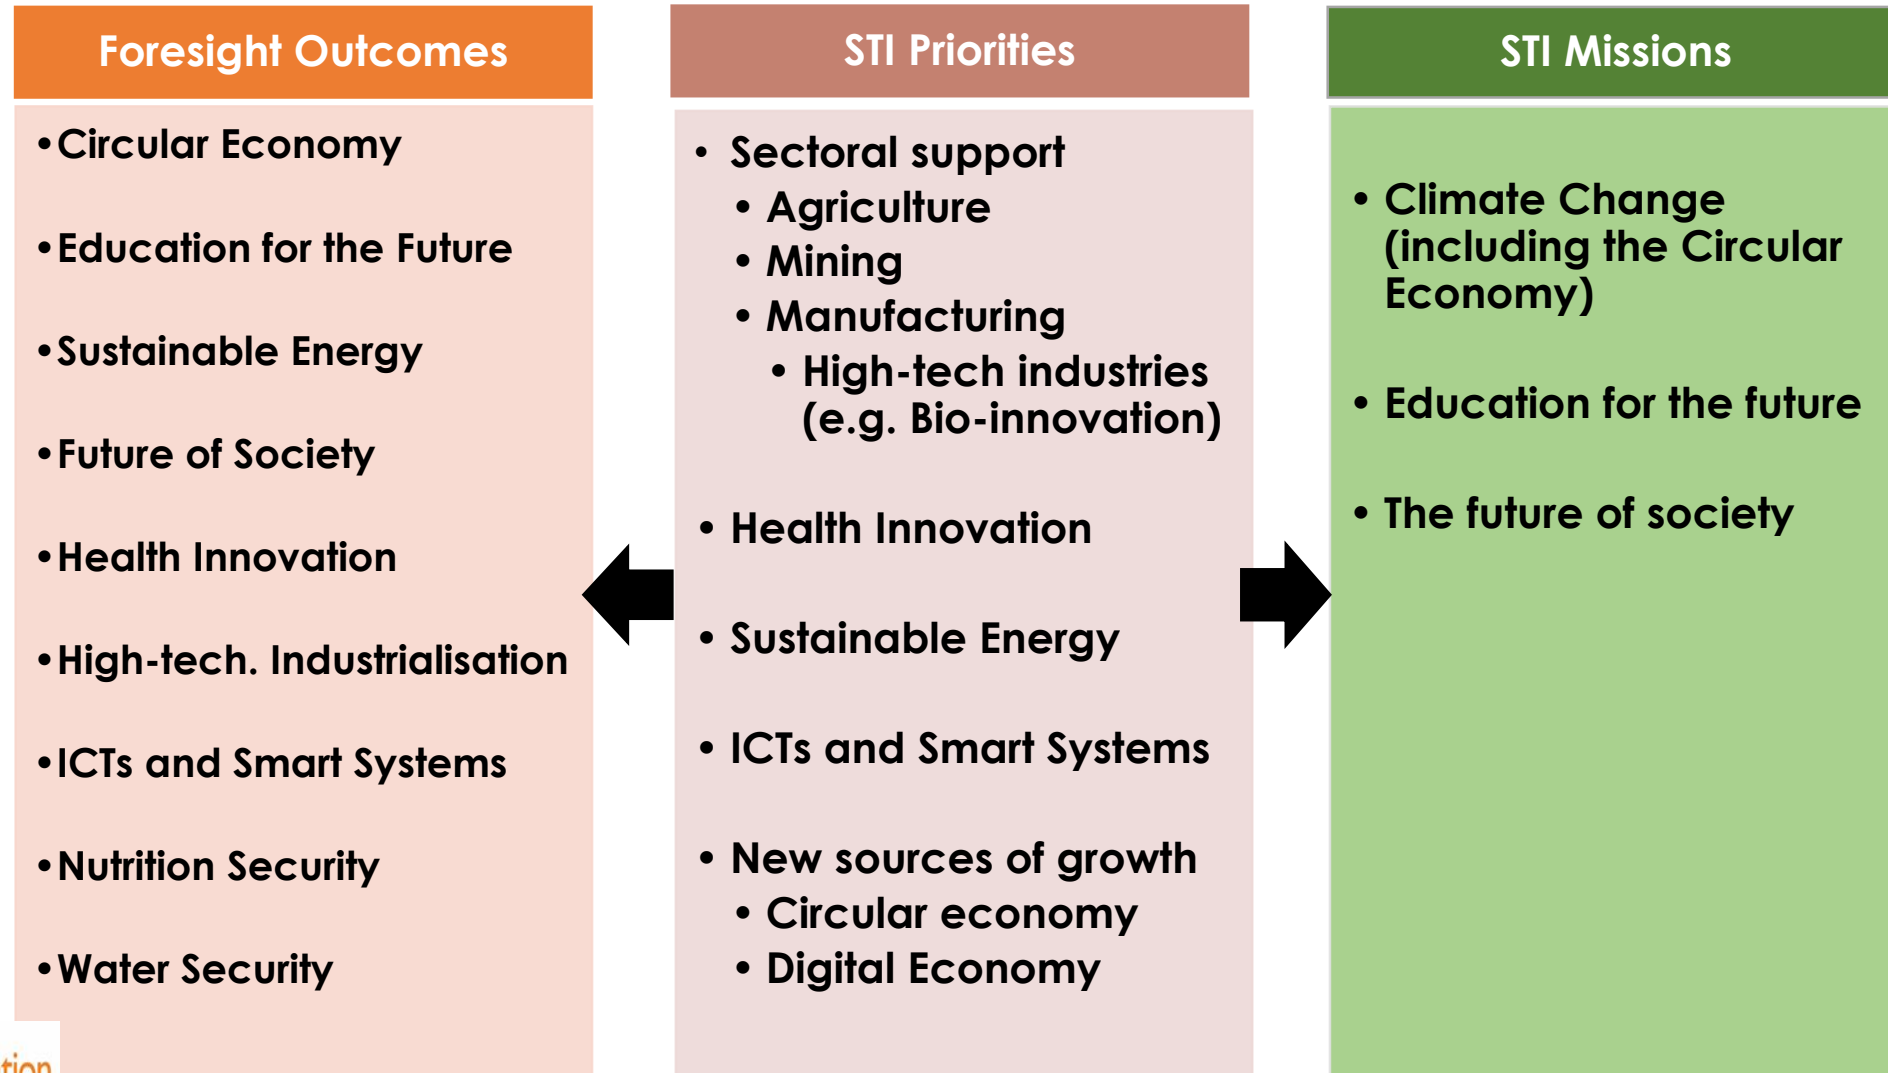 Foresight Outcomes
•Circular Economy
•Education for the Future
•Sustainable Energy
•Future of Society
•Health Innovation
•High-tech. Industrialisation
•ICTs and Smart Systems
•Nutrition Security
•Water Security
STI Priorities
• Sectoral support
• Agriculture
• Mining
• Manufacturing
• High-tech industries
(e.g. Bio-innovation)
• Health Innovation
• Sustainable Energy
• ICTs and Smart Systems
• New sources of growth
• Circular economy
• Digital Economy
STI Missions
• Climate Change
(including the Circular
Economy)
• Education for the future
• The future of society